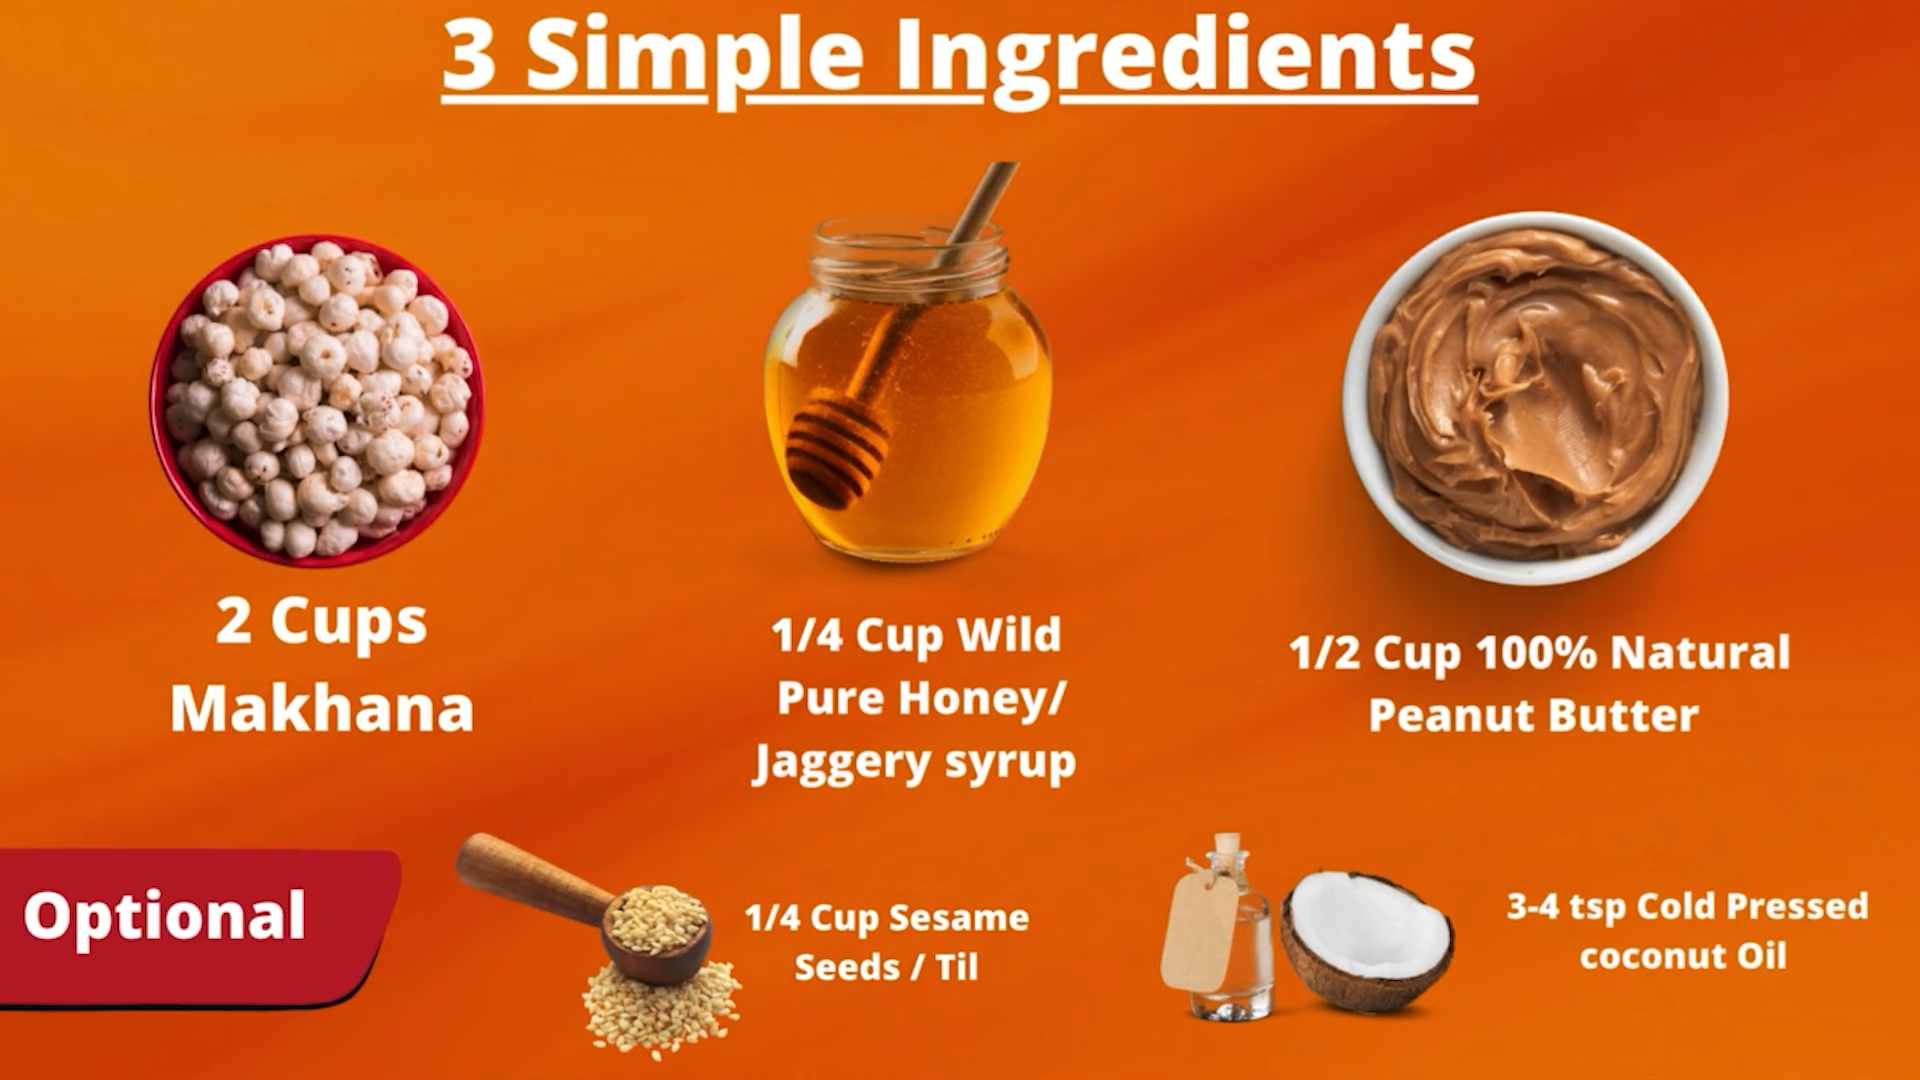 3 Simple Ingredients
2 Cups
Makhana
1/4 Cup Wild
Pure Honey/
Jaggery syrup
1/2 Cup 100% Natural
Peanut Butter
Optional
1/4 Cup Sesame
Seeds / Til
3-4 tsp Cold Pressed
coconut Oil